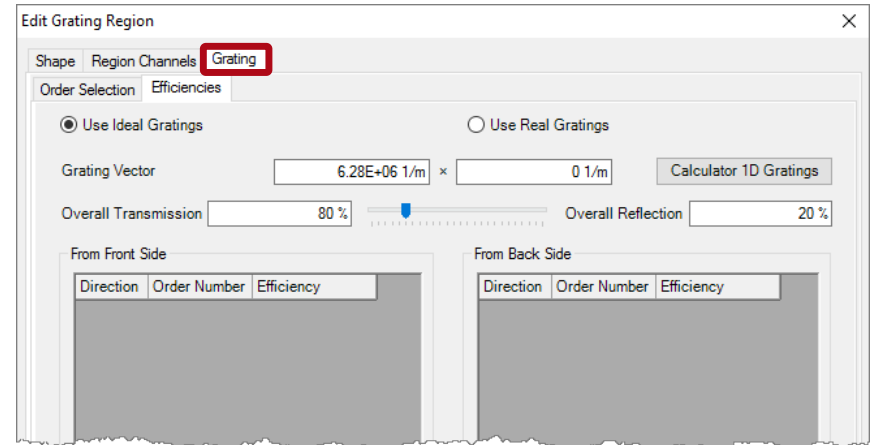 Edit Grating Region
Shape Region Channels Grating
Order Selection Efficiencies
Use Ideal Gratings Use Real Gratings
Grating Vector 6.28E+06 1/m × 0 1/m Calculator 1D Gratings
Overall Transmission 80 % Overall Reflection 20 %
From Front Side From Back Side
Direction Order Number Efficiency Direction Order Number Efficiency